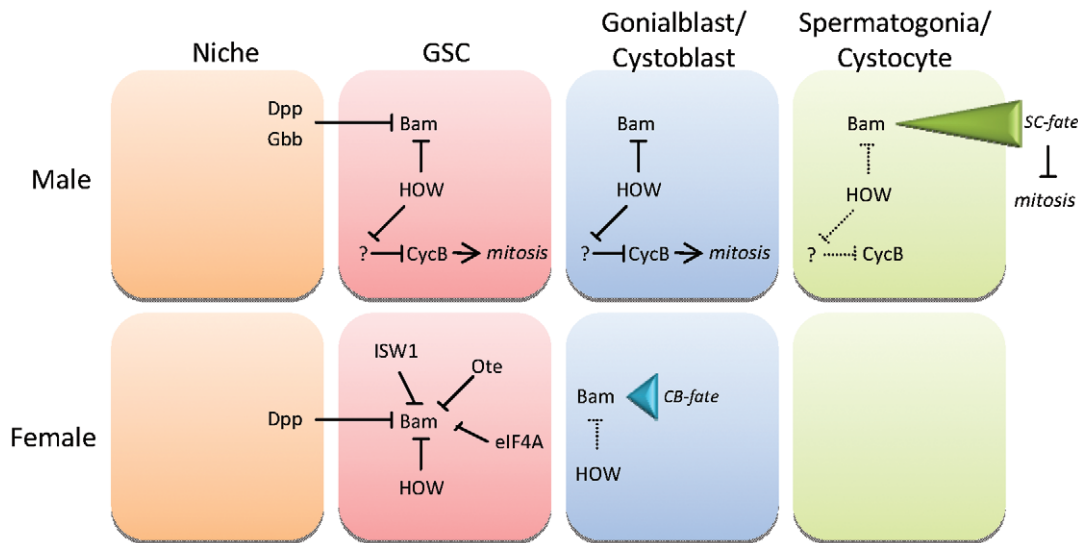 Niche
GSC
Gonialblast/
Cystoblast
Spermatogonia/
Cystocyte
Male
Dpp
Gbb
Bam
HOW
?
CycB
mitosis
Bam
HOW
?
CycB
mitosis
Bam
SC-fate
HOW
mitosis
?
CycB
Female
Dpp
ISW1
Ote
Bam
eIF4A
HOW
Bam
CB-fate
HOW